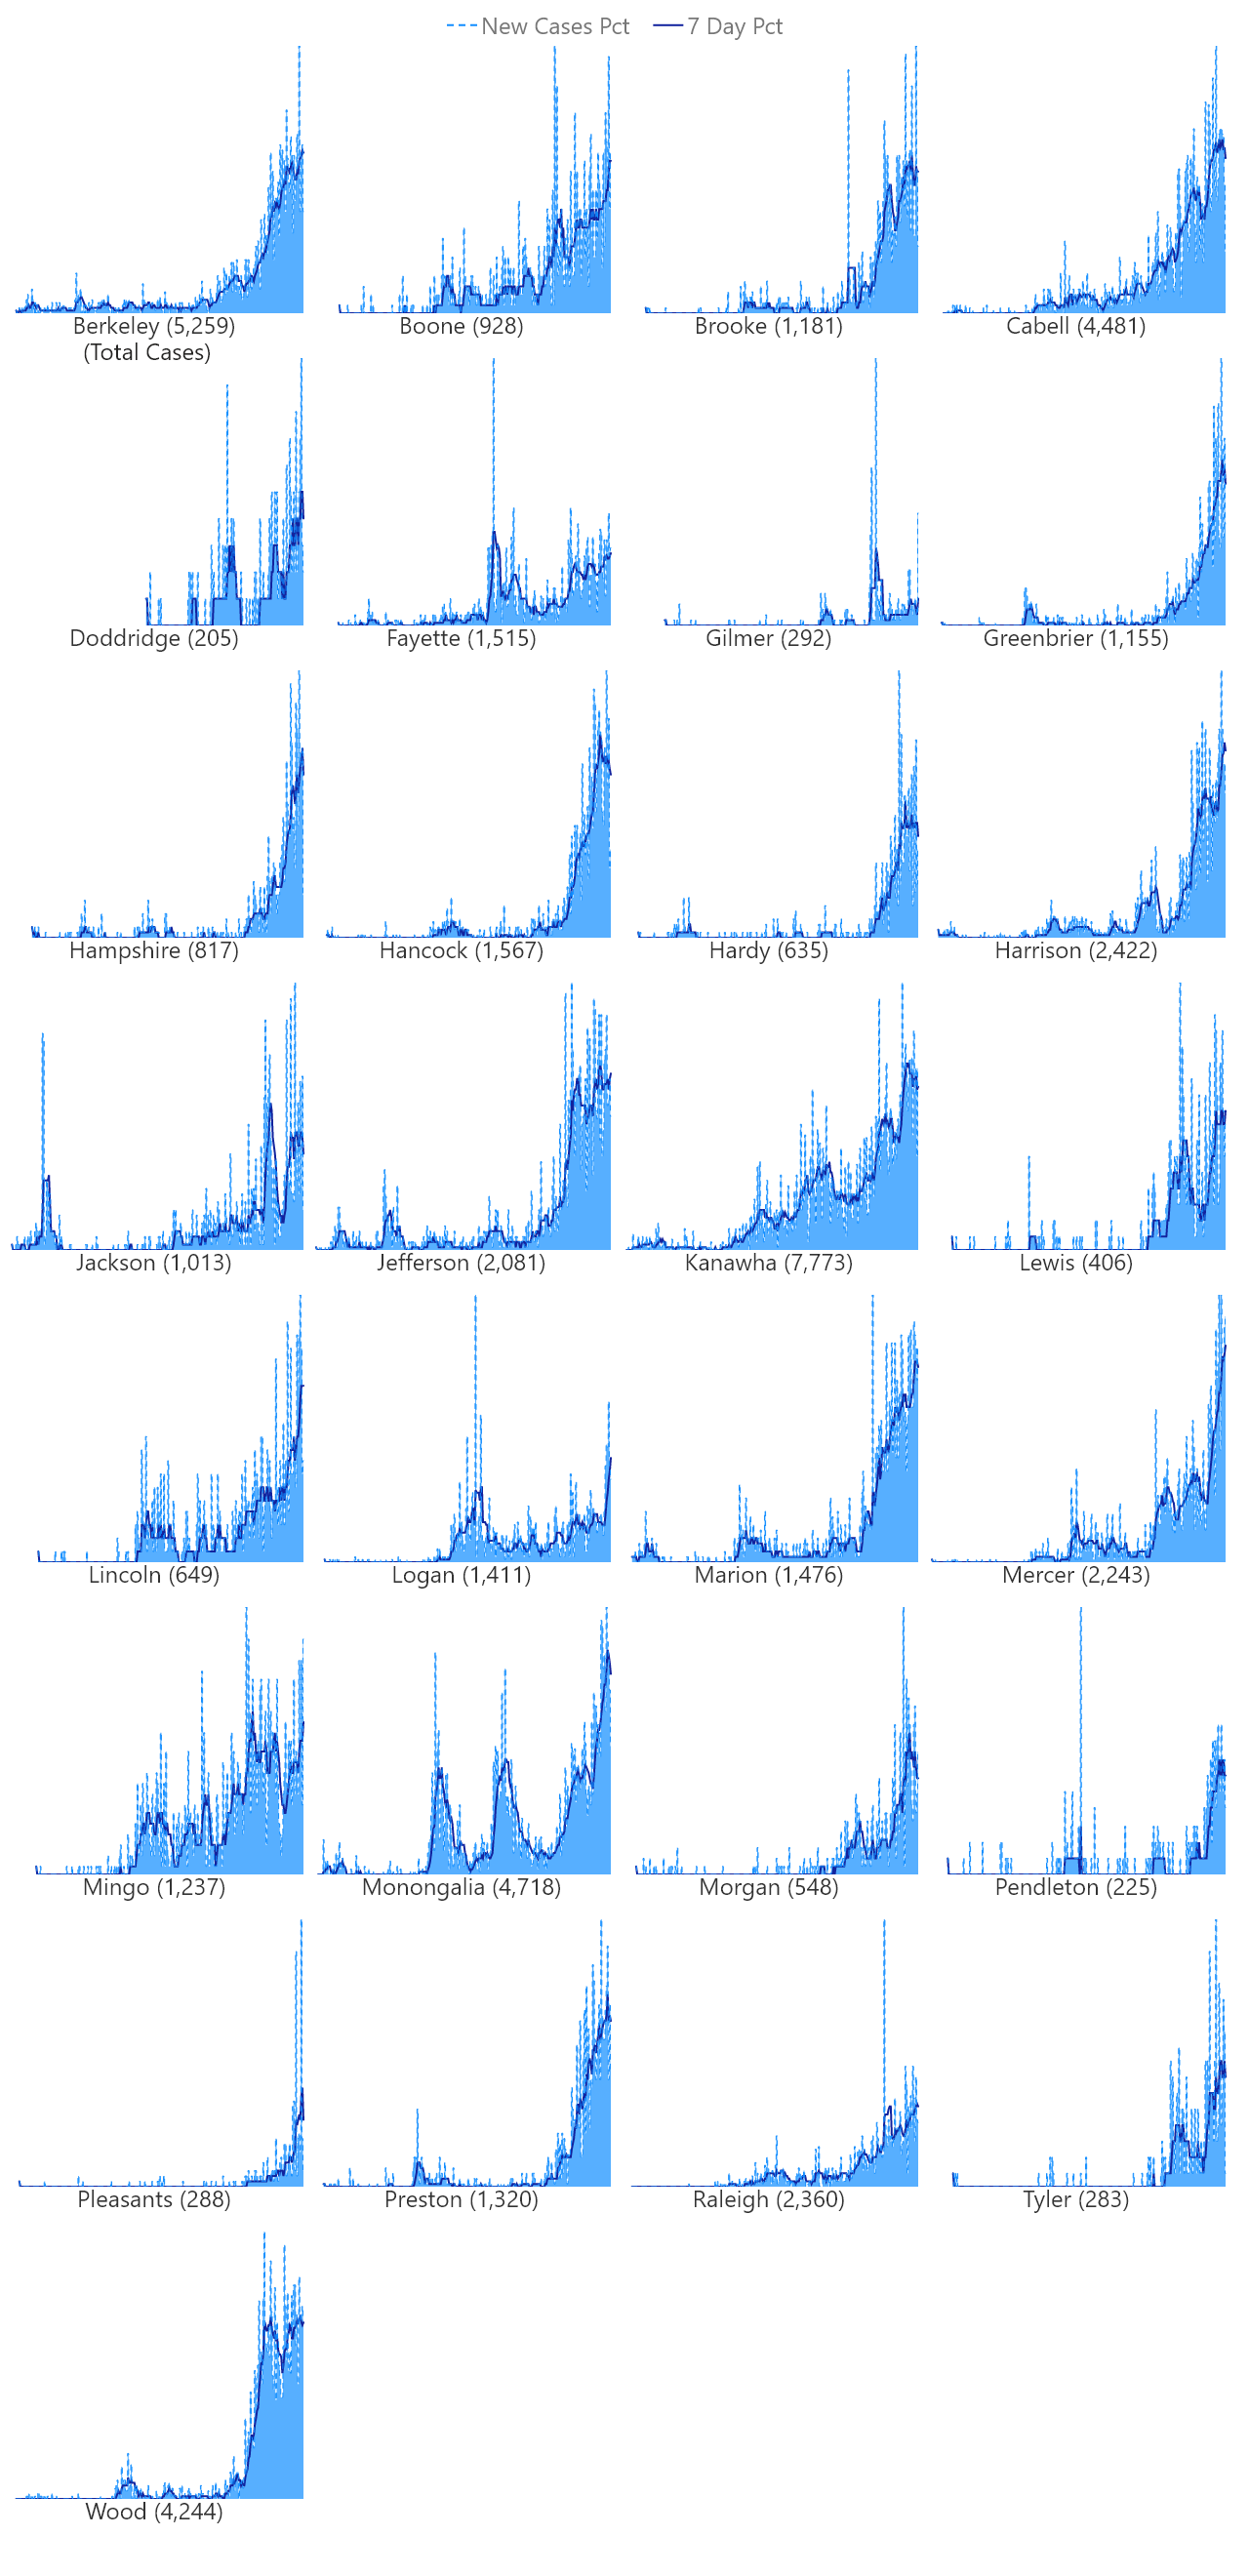 New Cases Pct 7 Day Pct
Berkeley (5,259) Boone (928) Brooke (1,181) Cabell (4,481)
(Total Cases)
Doddridge (205) Fayette (1,515) Gilmer (292) Greenbrier (1,155)
Hampshire (817) Hancock (1,567) Hardy (635) Harrison (2,422)
Jackson (1,013) Jefferson (2,081) Kanawha (7,773) Lewis (406)
Lincoln (649) Logan (1,411) Marion (1,476) Mercer (2,243)
Mingo (1,237) Monongalia (4,718) Morgan (548) Pendleton (225)
Pleasants (288) Preston (1,320) Raleigh (2,360) Tyler (283)
Wood (4,244)